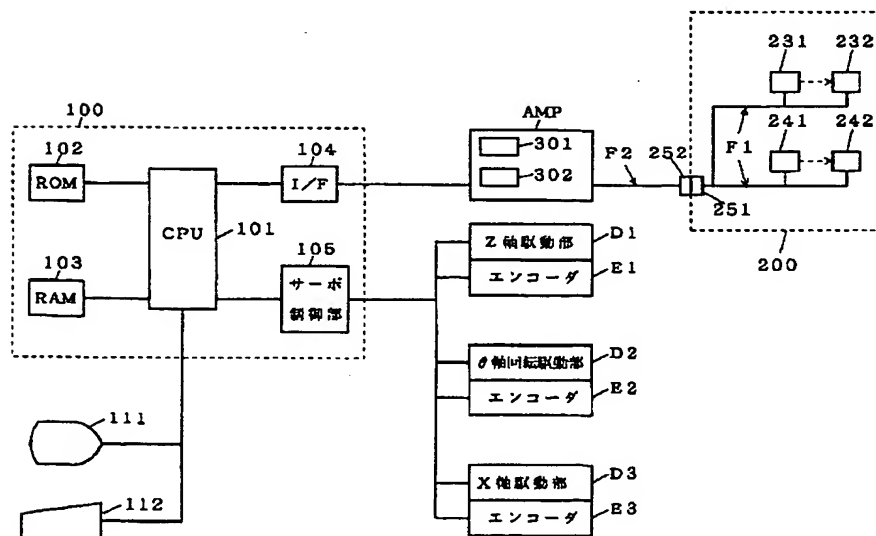 231
232
100
AMP
241
242
102
104
301
F2
252
F1
ROM
I/F
302
CPU
101
251
103
105
Z軸駆動部
D1
200
RAM
サーボ
制御部
エンコーダ
E1
θ軸回転駆動部
D2
エンコーダ
E2
111
X軸駆動部
D3
112
エンコーダ
E3